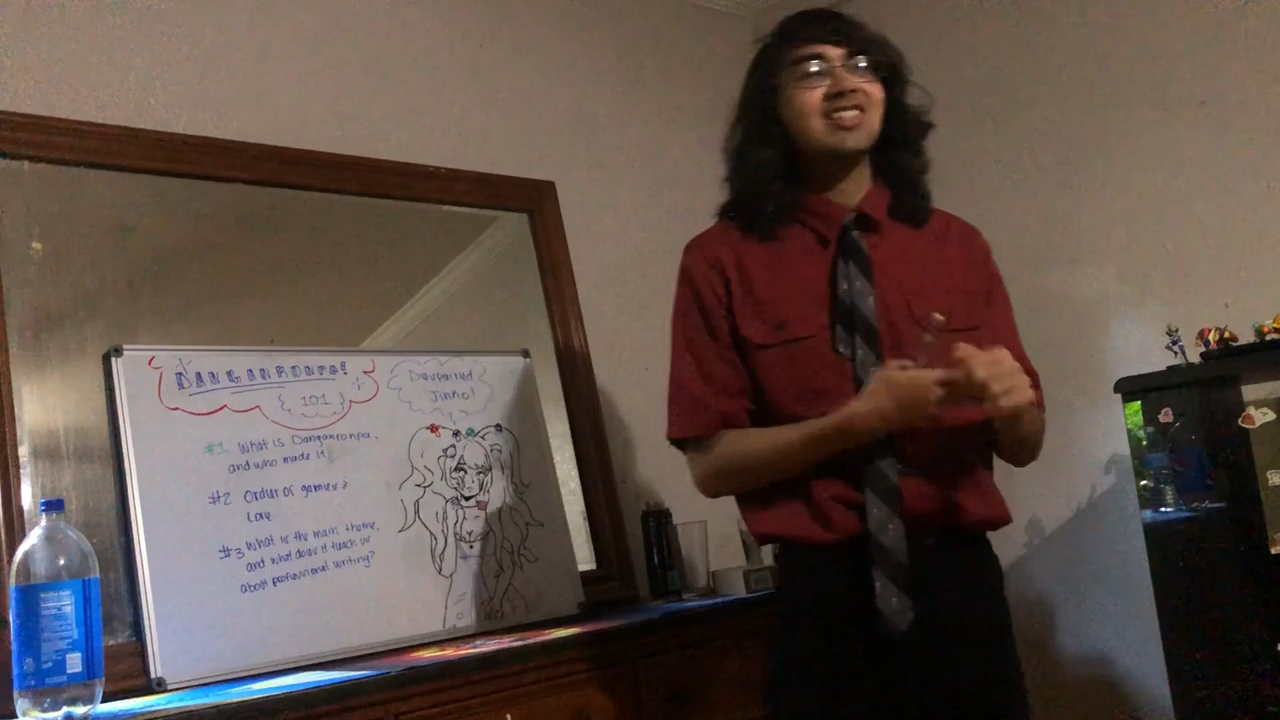 DANGANRONPA!
101
Despaired
Junko!
#1 What is Danganronpa,
and who made it
#2 Order of games &
Lore
#3 What is the main theme,
and what does it teach us
about professional writing?